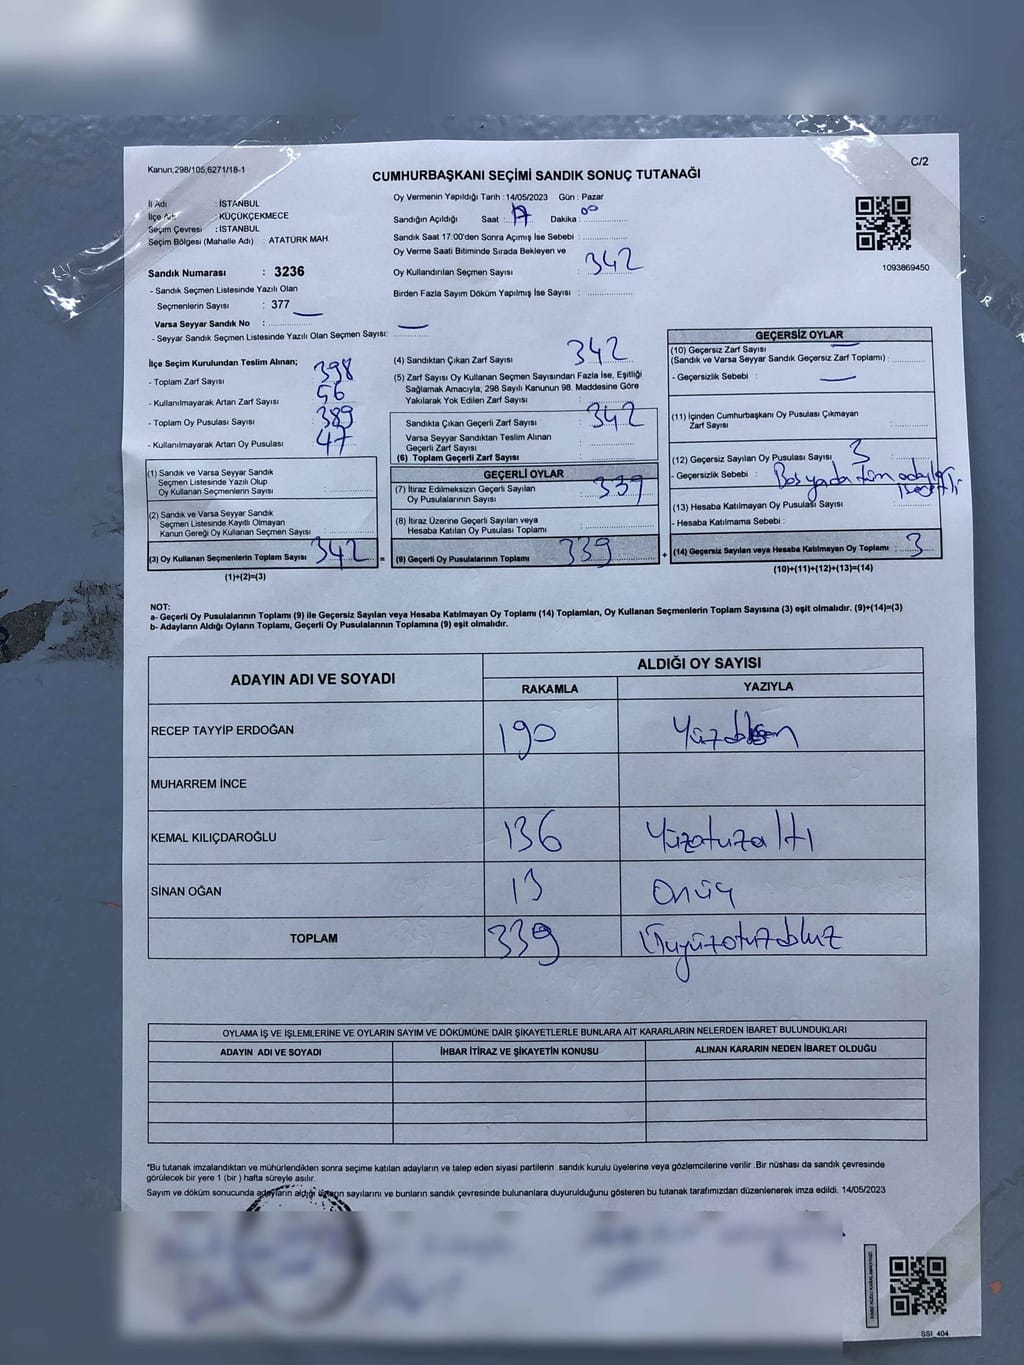 Kanun;298/105,6271/18-1
C/2
CUMHURBAŞKANI SEÇİMİ SANDIK SONUÇ TUTANAĞI
İl Adı : İSTANBUL
İlçe Adı : KÜÇÜKÇEKMECE
Seçim Çevresi : İSTANBUL
Seçim Bölgesi (Mahalle Adı) : ATATÜRK MAH.
Sandık Numarası : 3236
- Sandık Seçmen Listesinde Yazılı Olan
Seçmenlerin Sayısı : 377
Varsa Seyyar Sandık No :
- Seyyar Sandık Seçmen Listesinde Yazılı Olan Seçmen Sayısı:
Oy Vermenin Yapıldığı Tarih : 14/05/2023 Gün : Pazar
Sandığın Açıldığı Saat : 17 Dakika : 00
Sandık Saat 17:00'den Sonra Açımış İse Sebebi :
Oy Verme Saati Bitiminde Sırada Bekleyen ve
Oy Kullandırılan Seçmen Sayısı : 342
Birden Fazla Sayım Döküm Yapılmış İse Sayısı :
1093869450
İlçe Seçim Kurulundan Teslim Alınan;
- Toplam Zarf Sayısı : 398
- Kullanılmayarak Artan Zarf Sayısı : 56
- Toplam Oy Pusulası Sayısı : 389
- Kullanılmayarak Artan Oy Pusulası : 47
(1) Sandık ve Varsa Seyyar Sandık
Seçmen Listesinde Yazılı Olup
Oy Kullanan Seçmenlerin Sayısı :
(2) Sandık ve Varsa Seyyar Sandık
Seçmen Listesinde Kayıtlı Olmayan
Kanun Gereği Oy Kullanan Seçmen Sayısı :
(3) Oy Kullanan Seçmenlerin Toplam Sayısı : 342
(1)+(2)=(3)
(4) Sandıktan Çıkan Zarf Sayısı : 342
(5) Zarf Sayısı Oy Kullanan Seçmen Sayısından Fazla İse, Eşitliği
Sağlamak Amacıyla, 298 Sayılı Kanunun 98. Maddesine Göre
Yakılarak Yok Edilen Zarf Sayısı :
Sandıkta Çıkan Geçerli Zarf Sayısı : 342
Varsa Seyyar Sandıktan Teslim Alınan
Geçerli Zarf Sayısı :
(6) Toplam Geçerli Zarf Sayısı :
GEÇERLİ OYLAR
(7) İtiraz Edilmeksizin Geçerli Sayılan
Oy Pusulalarının Sayısı : 339
(8) İtiraz Üzerine Geçerli Sayılan veya
Hesaba Katılan Oy Pusulası Toplamı :
= (9) Geçerli Oy Pusulalarının Toplamı : 339
GEÇERSİZ OYLAR
(10) Geçersiz Zarf Sayısı
(Sandık ve Varsa Seyyar Sandık Geçersiz Zarf Toplamı) :
- Geçersizlik Sebebi :
(11) İçinden Cumhurbaşkanı Oy Pusulası Çıkmayan
Zarf Sayısı :
(12) Geçersiz Sayılan Oy Pusulası Sayısı : 3
- Geçersizlik Sebebi : Boş yada tüm
(13) Hesaba Katılmayan Oy Pusulası Sayısı :
- Hesaba Katılmama Sebebi :
+ (14) Geçersiz Sayılan veya Hesaba Katılmayan Oy Toplamı : 3
(10)+(11)+(12)+(13)=(14)
NOT:
a- Geçerli Oy Pusulalarının Toplamı (9) ile Geçersiz Sayılan veya Hesaba Katılmayan Oy Toplamı (14) Toplamları, Oy Kullanan Seçmenlerin Toplam Sayısına (3) eşit olmalıdır. (9)+(14)=(3)
b- Adayların Aldığı Oyların Toplamı, Geçerli Oy Pusulalarının Toplamına (9) eşit olmalıdır.
ADAYIN ADI VE SOYADI
ALDIĞI OY SAYISI
RAKAMLA YAZIYLA
RECEP TAYYİP ERDOĞAN 190
MUHARREM İNCE
KEMAL KILIÇDAROĞLU 136 Yüzotuzaltı
SİNAN OĞAN 13 Onüç
TOPLAM 339 Üçyüzotuzdokuz
OYLAMA İŞ VE İŞLEMLERİNE VE OYLARIN SAYIM VE DÖKÜMÜNE DAİR ŞİKAYETLERLE BUNLARA AİT KARARLARIN NELERDEN İBARET BULUNDUKLARI
ADAYIN ADI VE SOYADI
İHBAR İTİRAZ VE ŞİKAYETİN KONUSU
ALINAN KARARIN NEDEN İBARET OLDUĞU
*Bu tutanak imzalandıktan ve mühürlendikten sonra seçime katılan adayların ve talep eden siyasi partilerin sandık kurulu üyelerine veya gözlemcilerine verilir .Bir nüshası da sandık çevresinde
görülecek bir yere 1 (bir ) hafta süreyle asılır.
Sayım ve döküm sonucunda adayların aldığı oyların sayılarını ve bunların sandık çevresinde bulunanlara duyurulduğunu gösteren bu tutanak tarafımızdan düzenlenerek imza edildi. 14/05/2023
SSI_404